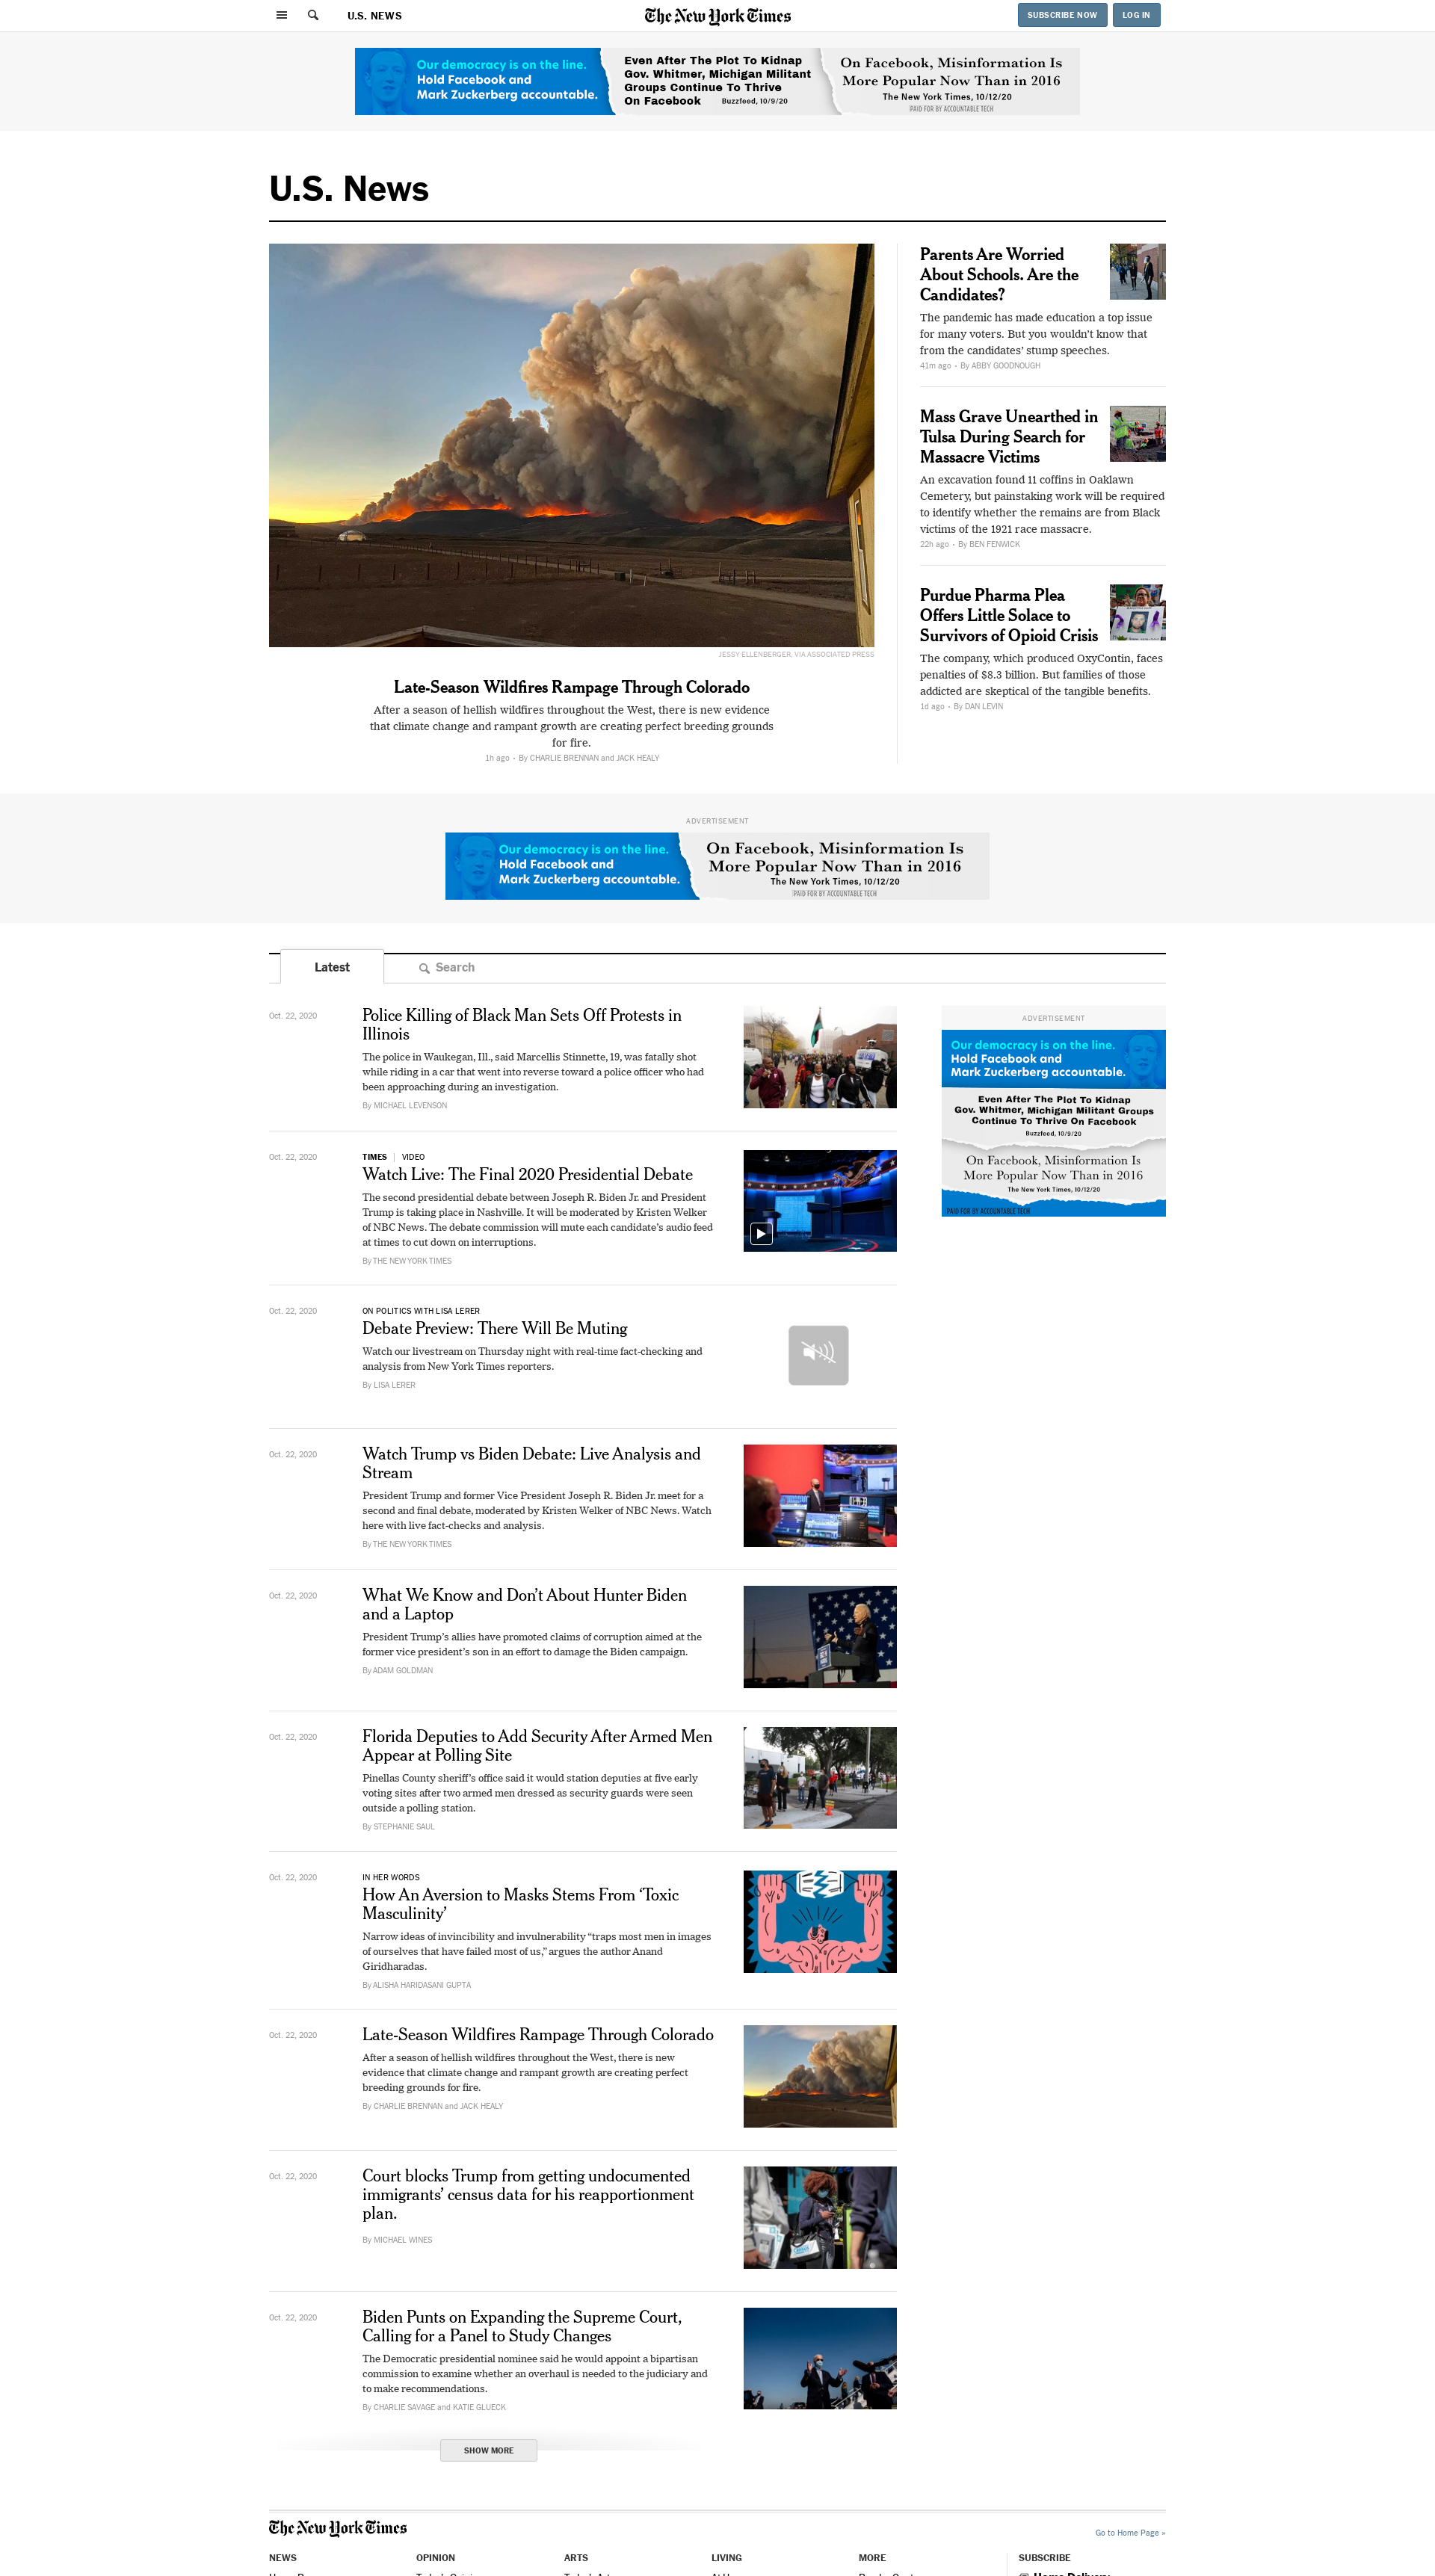 U.S. NEWS
The New York Times
SUBSCRIBE NOW
LOG IN
Our democracy is on the line.
Hold Facebook and
Mark Zuckerberg accountable.
Even After The Plot To Kidnap
Gov. Whitmer, Michigan Militant
Groups Continue To Thrive
On Facebook Buzzfeed, 10/9/20
On Facebook, Misinformation Is
More Popular Now Than in 2016
The New York Times, 10/12/20
PAID FOR BY ACCOUNTABLE TECH
U.S. News
JESSY ELLENBERGER, VIA ASSOCIATED PRESS
Late-Season Wildfires Rampage Through Colorado
After a season of hellish wildfires throughout the West, there is new evidence
that climate change and rampant growth are creating perfect breeding grounds
for fire.
1h ago • By CHARLIE BRENNAN and JACK HEALY
Parents Are Worried
About Schools. Are the
Candidates?
The pandemic has made education a top issue
for many voters. But you wouldn't know that
from the candidates' stump speeches.
41m ago • By ABBY GOODNOUGH
Mass Grave Unearthed in
Tulsa During Search for
Massacre Victims
An excavation found 11 coffins in Oaklawn
Cemetery, but painstaking work will be required
to identify whether the remains are from Black
victims of the 1921 race massacre.
22h ago • By BEN FENWICK
Purdue Pharma Plea
Offers Little Solace to
Survivors of Opioid Crisis
The company, which produced OxyContin, faces
penalties of $8.3 billion. But families of those
addicted are skeptical of the tangible benefits.
1d ago • By DAN LEVIN
ADVERTISEMENT
Our democracy is on the line.
Hold Facebook and
Mark Zuckerberg accountable.
On Facebook, Misinformation Is
More Popular Now Than in 2016
The New York Times, 10/12/20
PAID FOR BY ACCOUNTABLE TECH
Latest
Search
Oct. 22, 2020
Police Killing of Black Man Sets Off Protests in
Illinois
The police in Waukegan, Ill., said Marcellis Stinnette, 19, was fatally shot
while riding in a car that went into reverse toward a police officer who had
been approaching during an investigation.
By MICHAEL LEVENSON
ADVERTISEMENT
Our democracy is on the line.
Hold Facebook and
Mark Zuckerberg accountable.
Even After The Plot To Kidnap
Gov. Whitmer, Michigan Militant Groups
Continue To Thrive On Facebook
Buzzfeed, 10/9/20
On Facebook, Misinformation Is
More Popular Now Than in 2016
The New York Times, 10/12/20
PAID FOR BY ACCOUNTABLE TECH
Oct. 22, 2020
TIMES | VIDEO
Watch Live: The Final 2020 Presidential Debate
The second presidential debate between Joseph R. Biden Jr. and President
Trump is taking place in Nashville. It will be moderated by Kristen Welker
of NBC News. The debate commission will mute each candidate's audio feed
at times to cut down on interruptions.
By THE NEW YORK TIMES
Oct. 22, 2020
ON POLITICS WITH LISA LERER
Debate Preview: There Will Be Muting
Watch our livestream on Thursday night with real-time fact-checking and
analysis from New York Times reporters.
By LISA LERER
Oct. 22, 2020
Watch Trump vs Biden Debate: Live Analysis and
Stream
President Trump and former Vice President Joseph R. Biden Jr. meet for a
second and final debate, moderated by Kristen Welker of NBC News. Watch
here with live fact-checks and analysis.
By THE NEW YORK TIMES
Oct. 22, 2020
What We Know and Don't About Hunter Biden
and a Laptop
President Trump's allies have promoted claims of corruption aimed at the
former vice president's son in an effort to damage the Biden campaign.
By ADAM GOLDMAN
Oct. 22, 2020
Florida Deputies to Add Security After Armed Men
Appear at Polling Site
Pinellas County sheriff's office said it would station deputies at five early
voting sites after two armed men dressed as security guards were seen
outside a polling station.
By STEPHANIE SAUL
Oct. 22, 2020
IN HER WORDS
How An Aversion to Masks Stems From 'Toxic
Masculinity'
Narrow ideas of invincibility and invulnerability "traps most men in images
of ourselves that have failed most of us," argues the author Anand
Giridharadas.
By ALISHA HARIDASANI GUPTA
Oct. 22, 2020
Late-Season Wildfires Rampage Through Colorado
After a season of hellish wildfires throughout the West, there is new
evidence that climate change and rampant growth are creating perfect
breeding grounds for fire.
By CHARLIE BRENNAN and JACK HEALY
Oct. 22, 2020
Court blocks Trump from getting undocumented
immigrants' census data for his reapportionment
plan.
By MICHAEL WINES
Oct. 22, 2020
Biden Punts on Expanding the Supreme Court,
Calling for a Panel to Study Changes
The Democratic presidential nominee said he would appoint a bipartisan
commission to examine whether an overhaul is needed to the judiciary and
to make recommendations.
By CHARLIE SAVAGE and KATIE GLUECK
SHOW MORE
The New York Times
Go to Home Page »
NEWS
OPINION
ARTS
LIVING
MORE
SUBSCRIBE